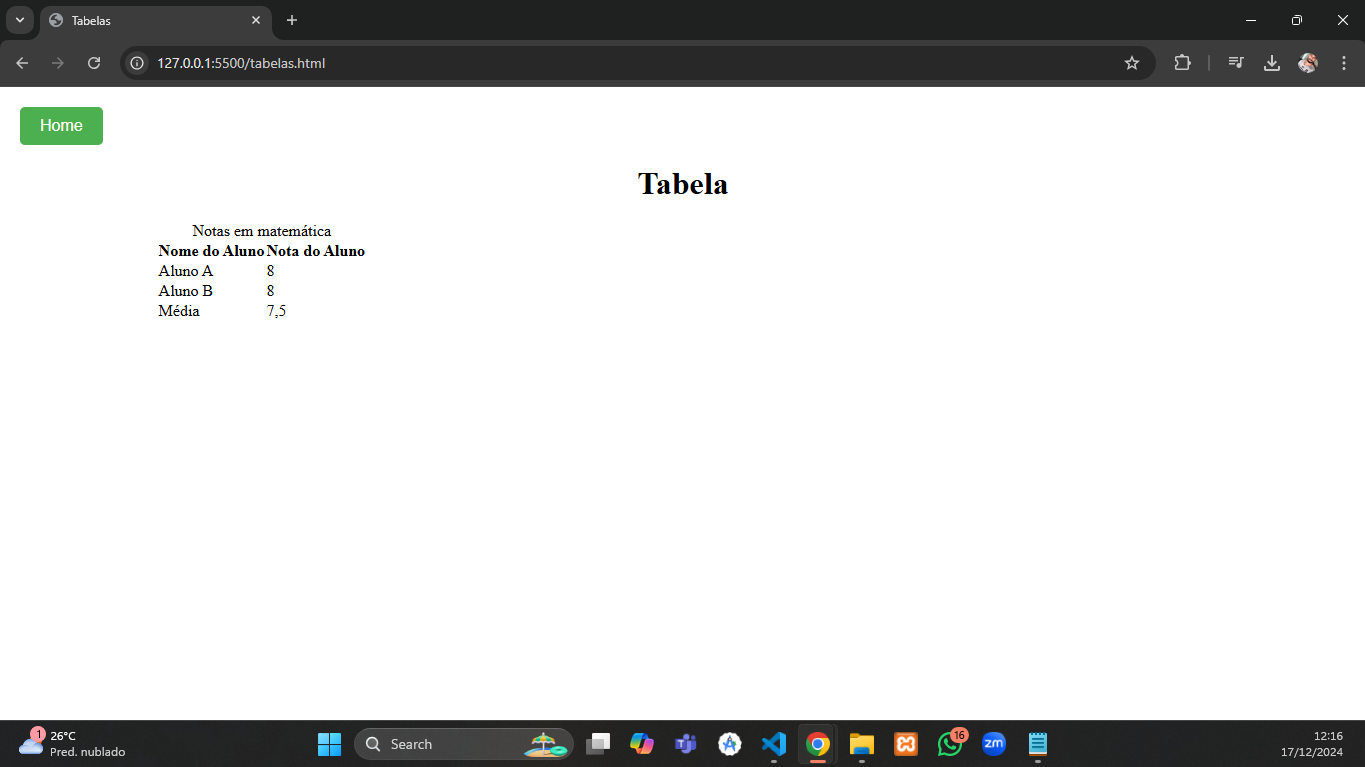 Tabelas
127.0.0.1:5500/tabelas.html
Home
Tabela
Notas em matemática
Nome do Aluno Nota do Aluno
Aluno A 8
Aluno B 8
Média 7,5
1 26°C
Pred. nublado
Search
zm
16
12:16
17/12/2024